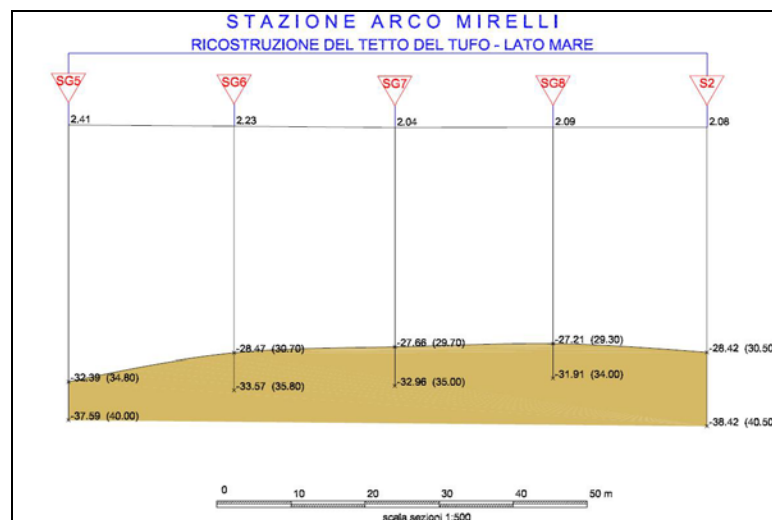 STAZIONE ARCO MIRELLI
RICOSTRUZIONE DEL TETTO DEL TUFO - LATO MARE
SG5 SG6 SG7 SG8 S2
2.41 2.23 2.04 2.09 2.08
-28.47 (30.70) -27.66 (29.70) -27.21 (29.30) -28.42 (30.50)
-32.39 (34.80) -33.57 (35.80) -32.96 (35.00) -31.91 (34.00)
-37.59 (40.00) -38.42 (40.50)
0 10 20 30 40 50 m
scala sezioni 1:500